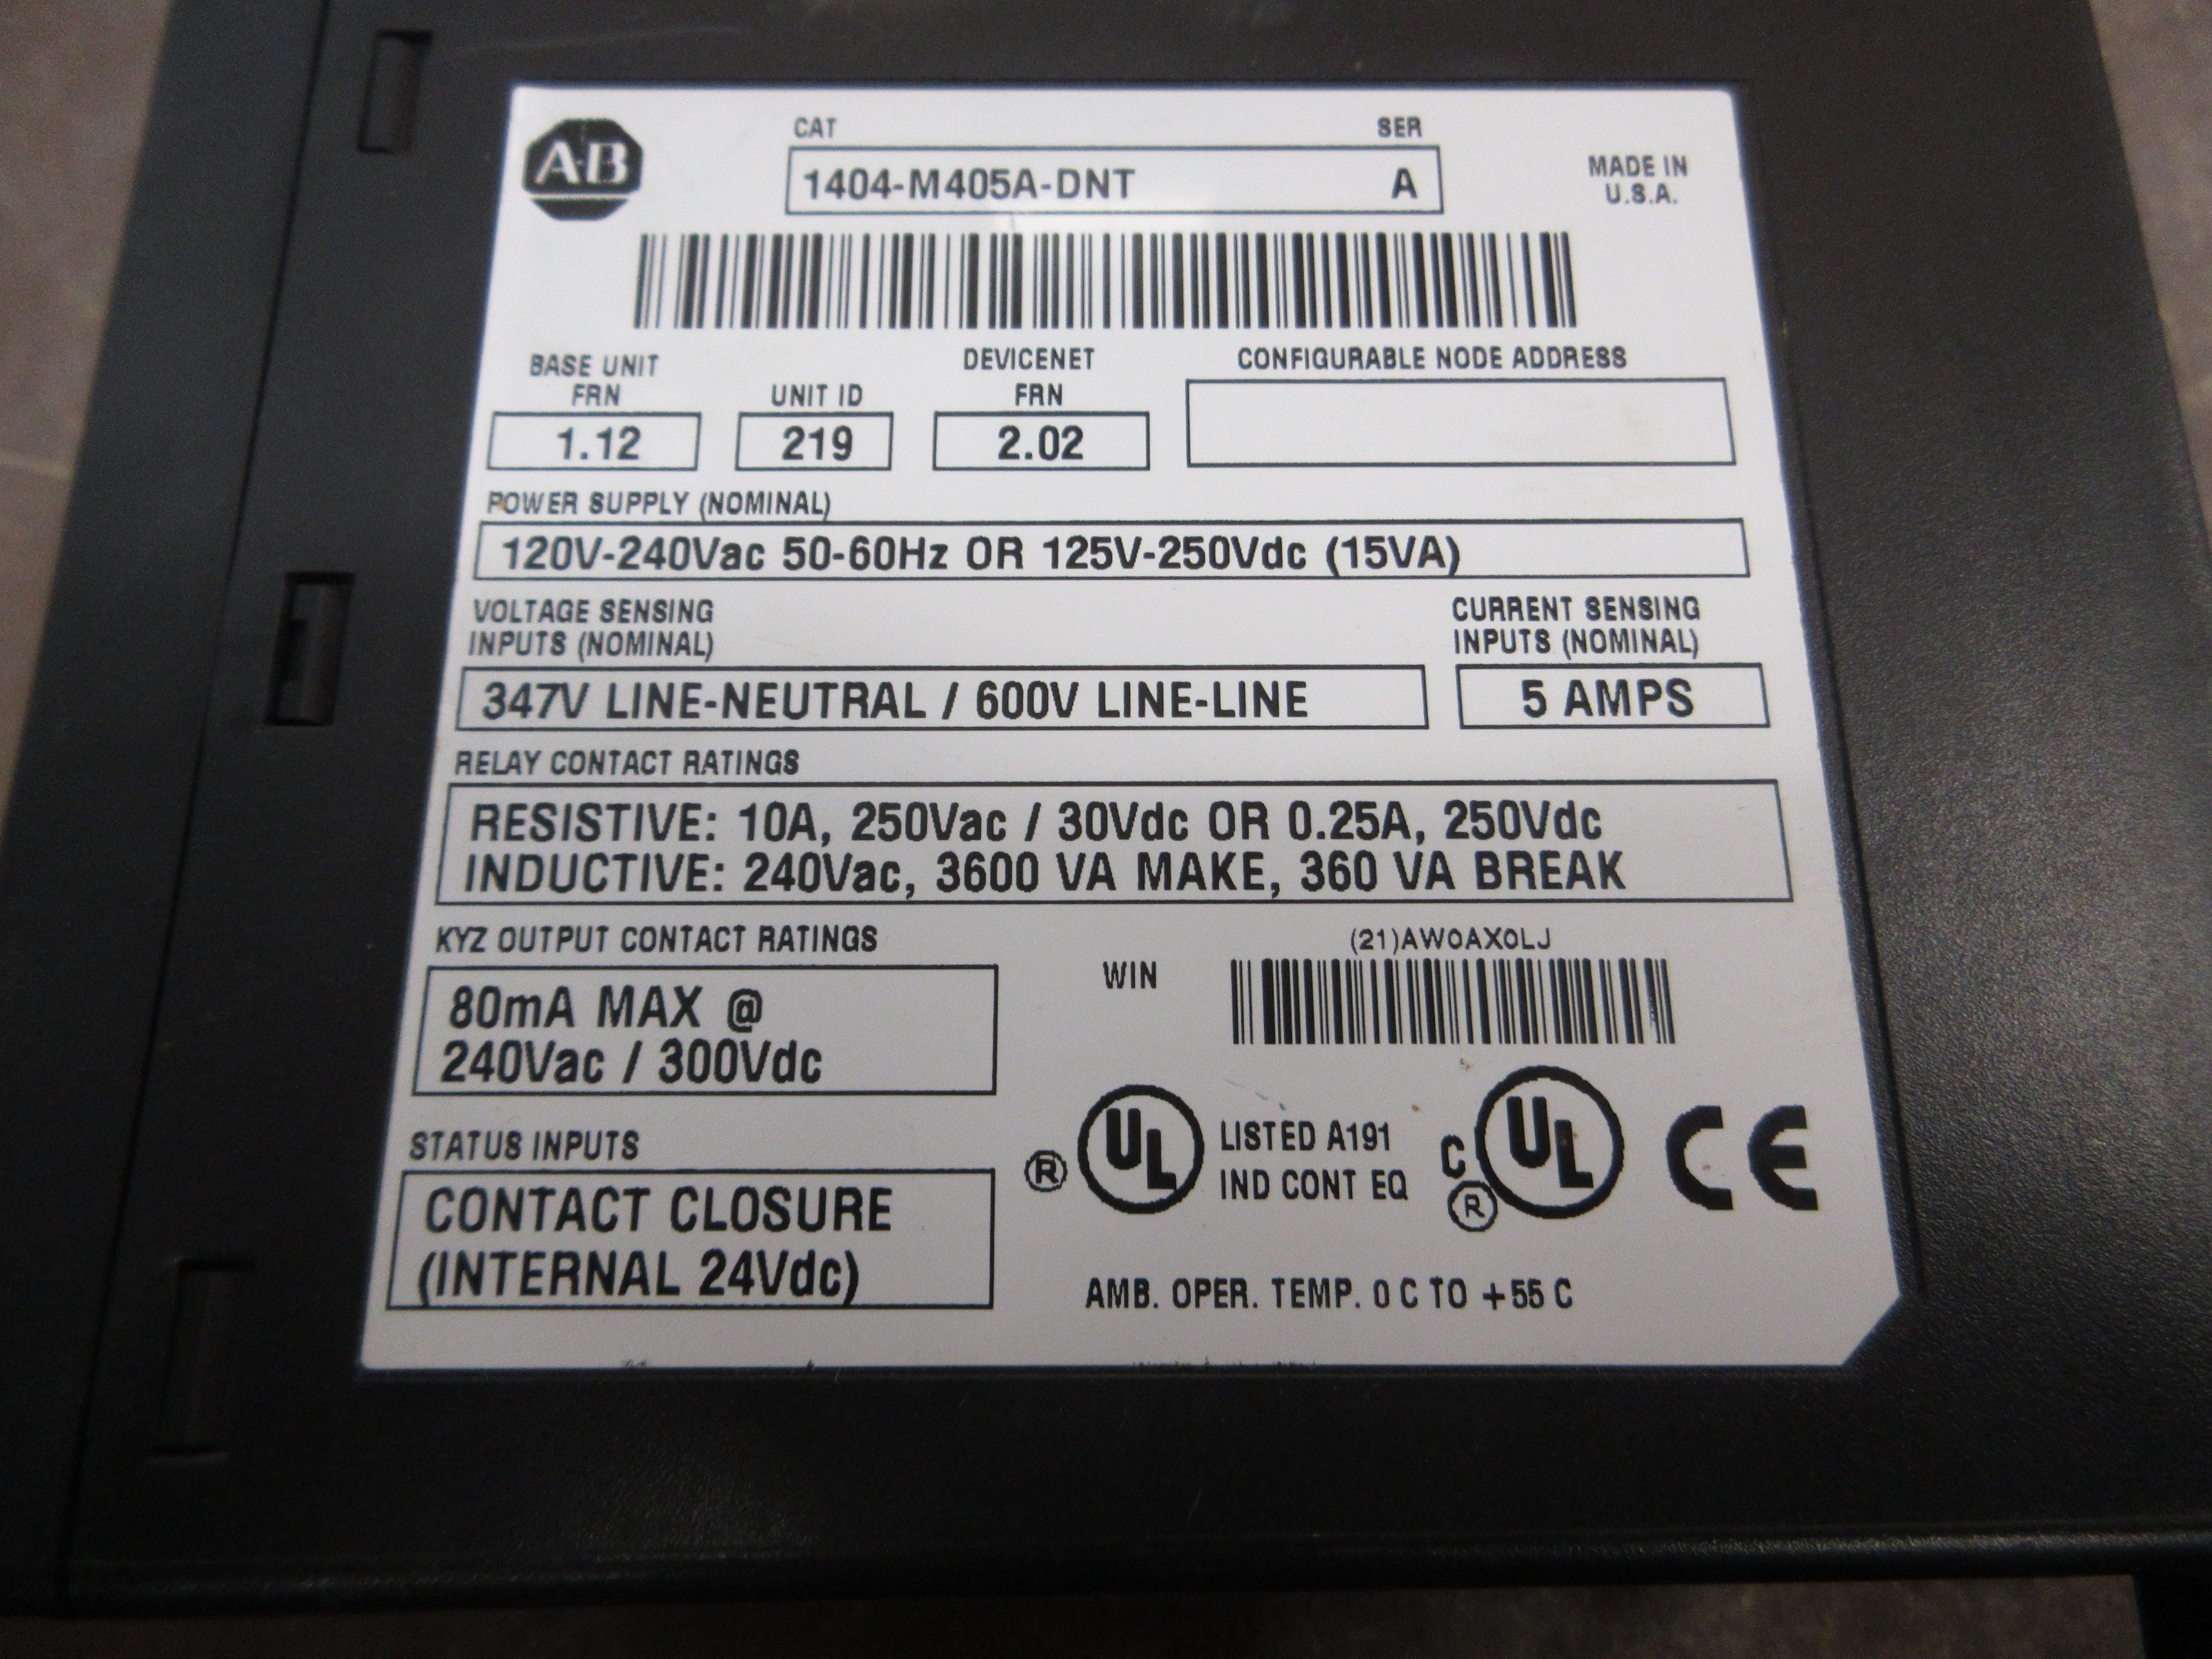 A-B
CAT SER
1404-M405A-DNT A
MADE IN
U.S.A.
BASE UNIT
FRN
1.12
UNIT ID
219
DEVICENET
FRN
2.02
CONFIGURABLE NODE ADDRESS
POWER SUPPLY (NOMINAL)
120V-240Vac 50-60Hz OR 125V-250Vdc (15VA)
VOLTAGE SENSING
INPUTS (NOMINAL)
347V LINE-NEUTRAL / 600V LINE-LINE
CURRENT SENSING
INPUTS (NOMINAL)
5 AMPS
RELAY CONTACT RATINGS
RESISTIVE: 10A, 250Vac / 30Vdc OR 0.25A, 250Vdc
INDUCTIVE: 240Vac, 3600 VA MAKE, 360 VA BREAK
KYZ OUTPUT CONTACT RATINGS
80mA MAX @
240Vac / 300Vdc
WIN
(21)AW0AX0LJ
STATUS INPUTS
CONTACT CLOSURE
(INTERNAL 24Vdc)
® UL
LISTED A191
IND CONT EQ
C UL ®
CE
AMB. OPER. TEMP. 0 C TO +55 C